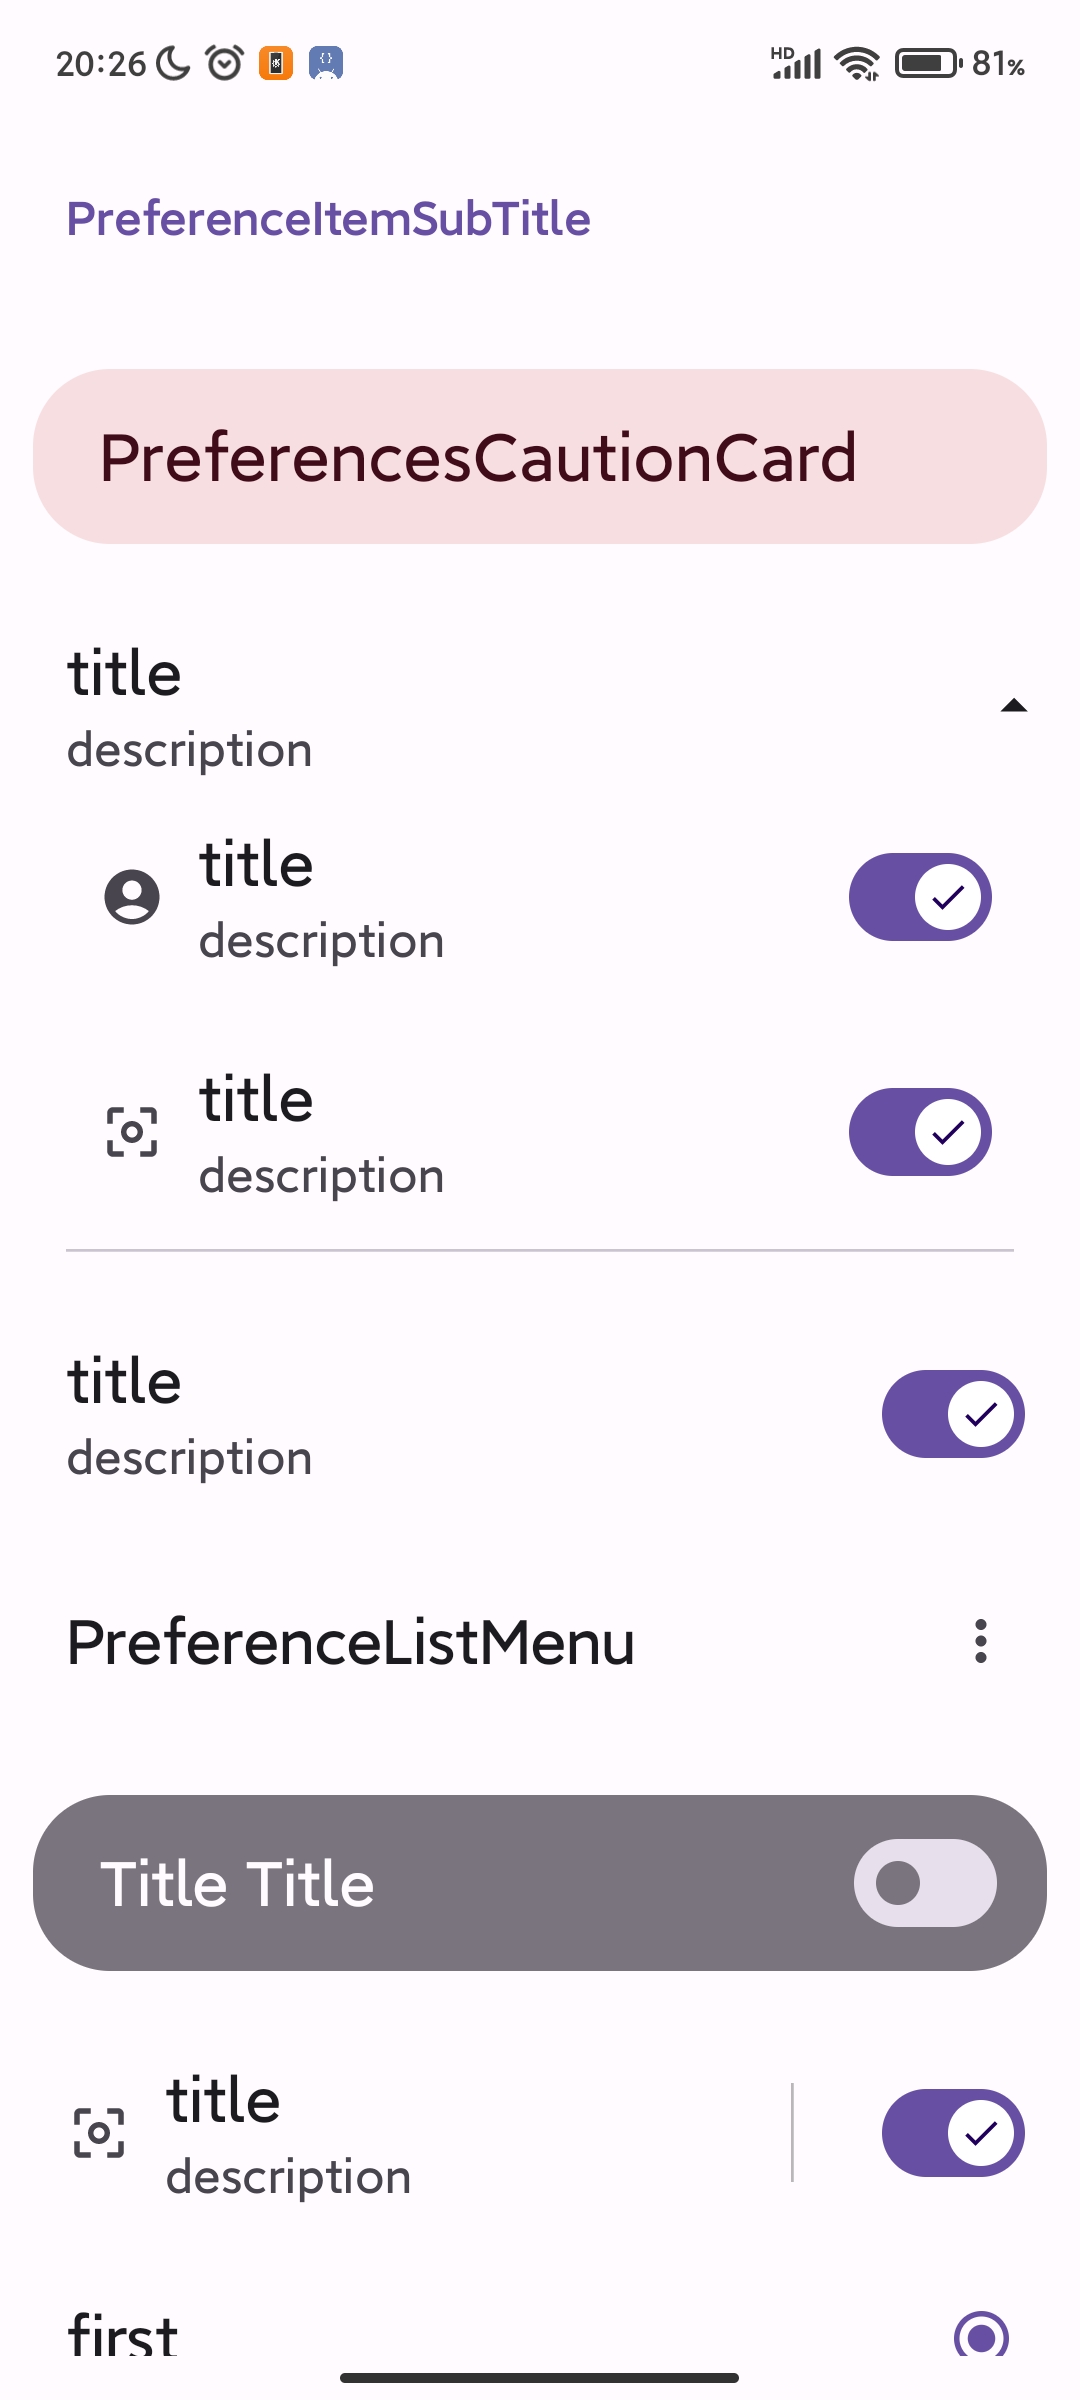 20:26 HD 81%
PreferenceItemSubTitle
PreferencesCautionCard
title
description
title
description
title
description
title
description
PreferenceListMenu
Title Title
title
description
first